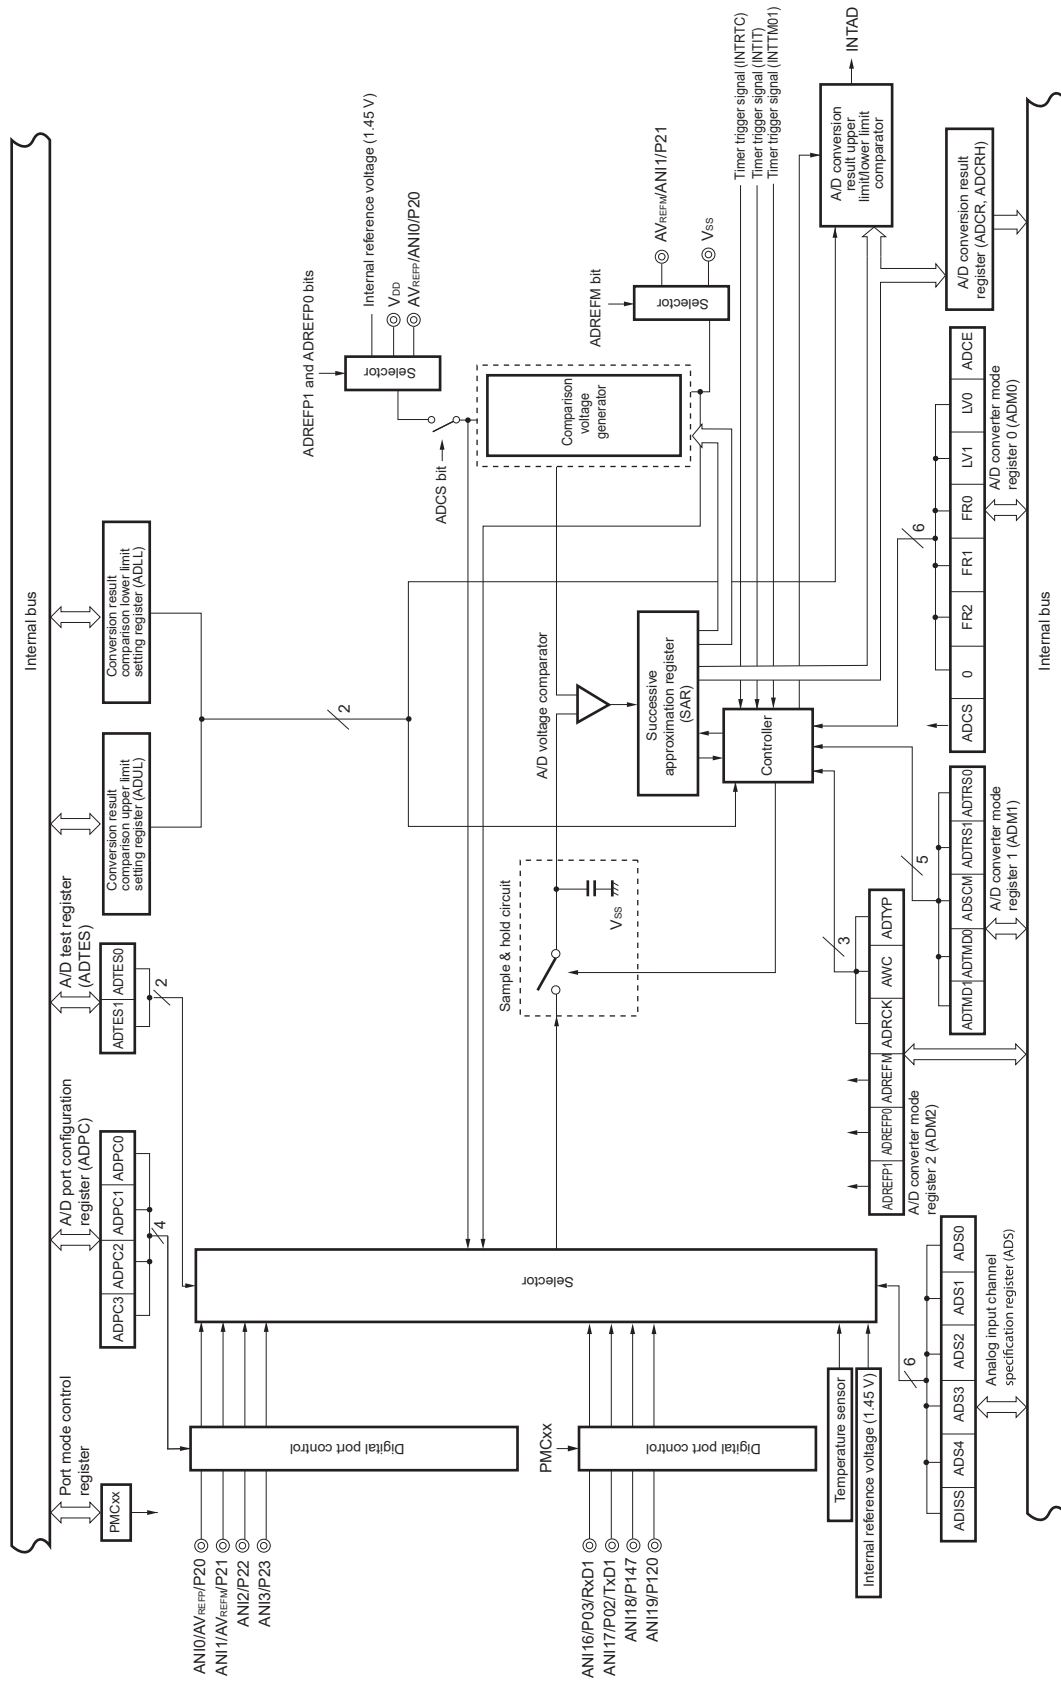 Internal bus
Port mode control
register
PMCxx
A/D port configuration
register (ADPC)
ADPC3
ADPC2
ADPC1
ADPC0
4
A/D test register
(ADTES)
ADTES1
ADTES0
2
Conversion result
comparison upper limit
setting register (ADUL)
Conversion result
comparison lower limit
setting register (ADLL)
2
ADREFP1 and ADREFP0 bits
Internal reference voltage (1.45 V)
VDD
AVREFP/ANI0/P20
Selector
ADCS bit
Comparison
voltage
generator
ADREFM bit
Selector
AVREFM/ANI1/P21
VSS
ANI0/AVREFP/P20
ANI1/AVREFM/P21
ANI2/P22
ANI3/P23
Digital port control
Selector
Sample & hold circuit
VSS
A/D voltage comparator
Successive
approximation register
(SAR)
Controller
Timer trigger signal (INTRTC)
Timer trigger signal (INTIT)
Timer trigger signal (INTTM01)
A/D conversion
result upper
limit/lower limit
comparator
INTAD
PMCxx
ANI16/P03/RxD1
ANI17/P02/TxD1
ANI18/P147
ANI19/P120
Digital port control
Temperature sensor
Internal reference voltage (1.45 V)
6
ADISS
ADS4
ADS3
ADS2
ADS1
ADS0
Analog input channel
specification register (ADS)
3
ADREFP1
ADREFP0
ADREFM
ADRCK
AWC
ADTYP
A/D converter mode
register 2 (ADM2)
5
ADTMD1
ADTMD0
ADSCM
ADTRS1
ADTRS0
A/D converter mode
register 1 (ADM1)
6
ADCS
0
FR2
FR1
FR0
LV1
LV0
ADCE
A/D converter mode
register 0 (ADM0)
A/D conversion result
register (ADCR, ADCRH)
Internal bus